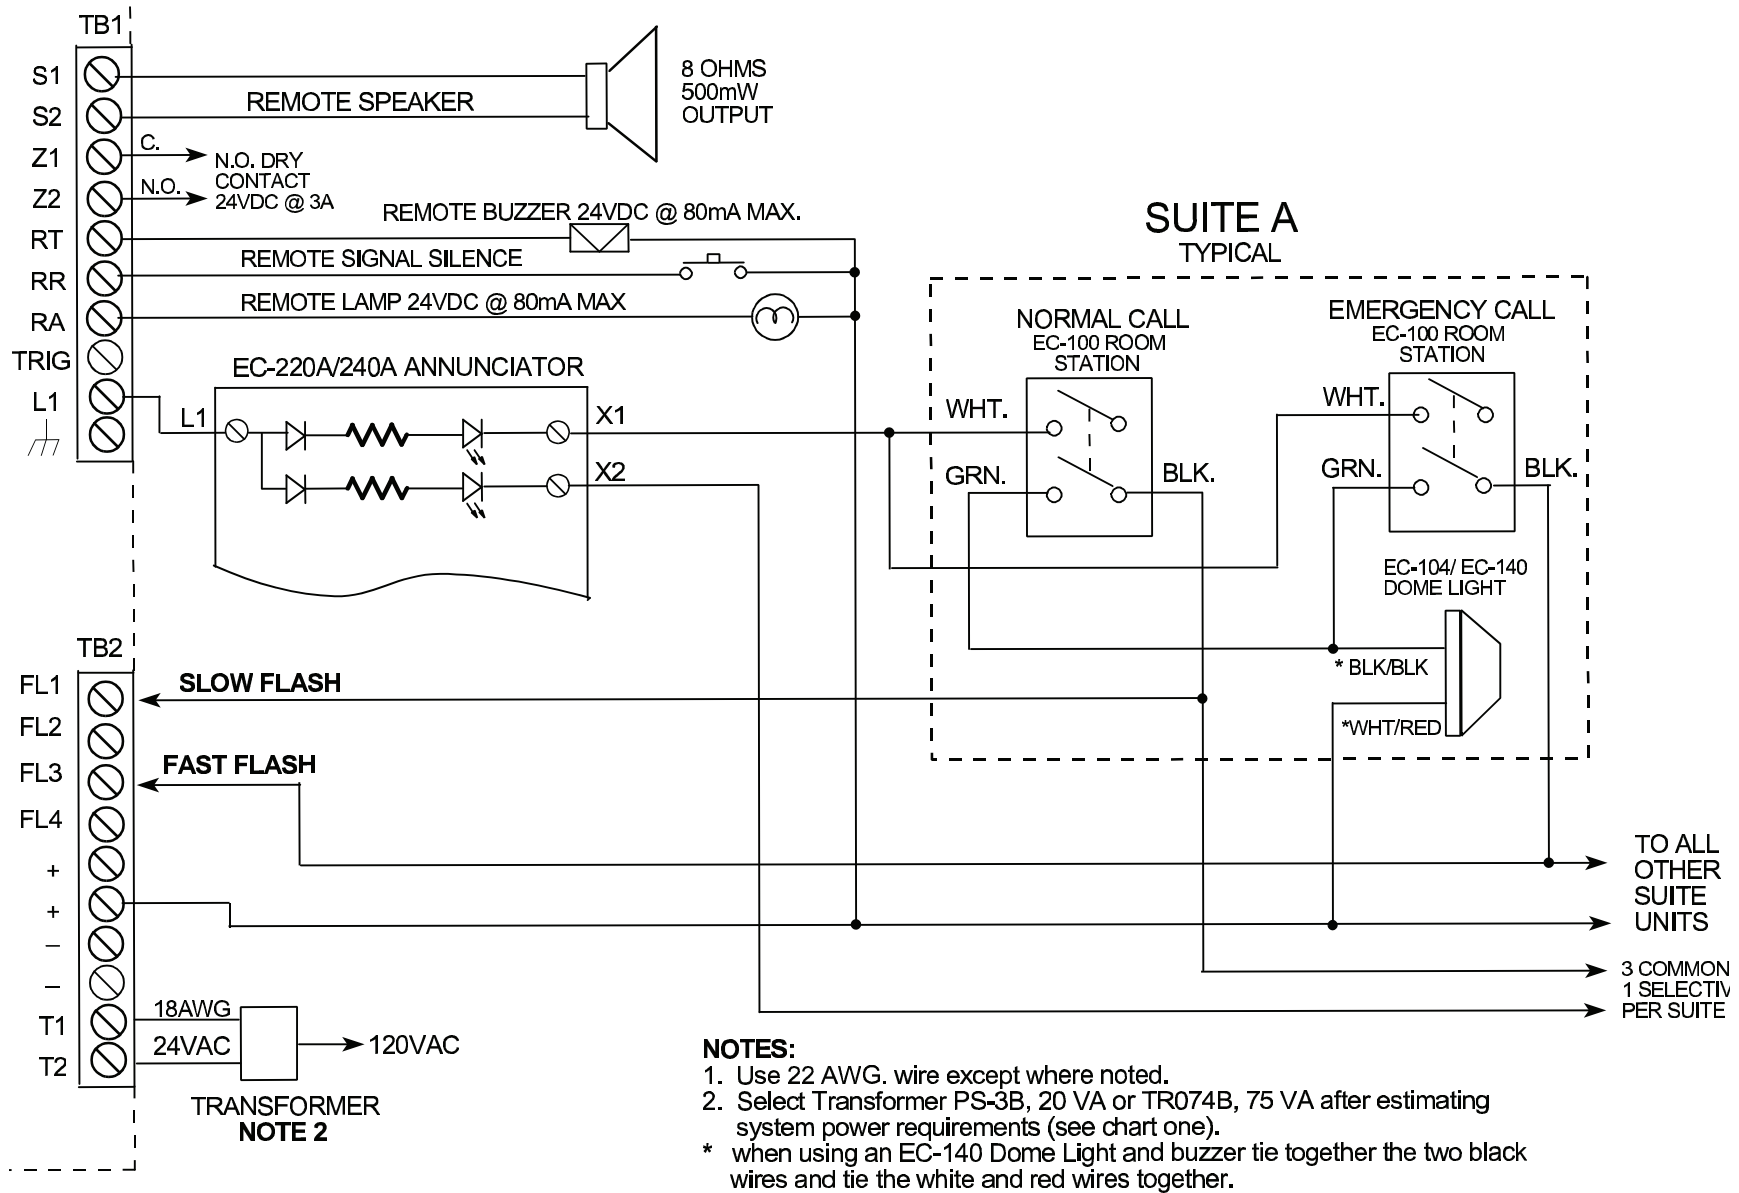 TB1
S1
S2
Z1
Z2
RT
RR
RA
TRIG
L1
REMOTE SPEAKER
8 OHMS
500mW
OUTPUT
C.
N.O.
N.O. DRY
CONTACT
24VDC @ 3A
REMOTE BUZZER 24VDC @ 80mA MAX.
REMOTE SIGNAL SILENCE
REMOTE LAMP 24VDC @ 80mA MAX
EC-220A/240A ANNUNCIATOR
L1
X1
X2
SUITE A
TYPICAL
NORMAL CALL
EC-100 ROOM
STATION
WHT.
GRN.
BLK.
EMERGENCY CALL
EC-100 ROOM
STATION
WHT.
GRN.
BLK.
EC-104/ EC-140
DOME LIGHT
* BLK/BLK
*WHT/RED
TB2
FL1
FL2
FL3
FL4
+
+
–
–
T1
T2
SLOW FLASH
FAST FLASH
18AWG
24VAC
120VAC
TRANSFORMER
NOTE 2
TO ALL
OTHER
SUITE
UNITS
3 COMMON
1 SELECTIV
PER SUITE
NOTES:
1. Use 22 AWG. wire except where noted.
2. Select Transformer PS-3B, 20 VA or TR074B, 75 VA after estimating
system power requirements (see chart one).
* when using an EC-140 Dome Light and buzzer tie together the two black
wires and tie the white and red wires together.